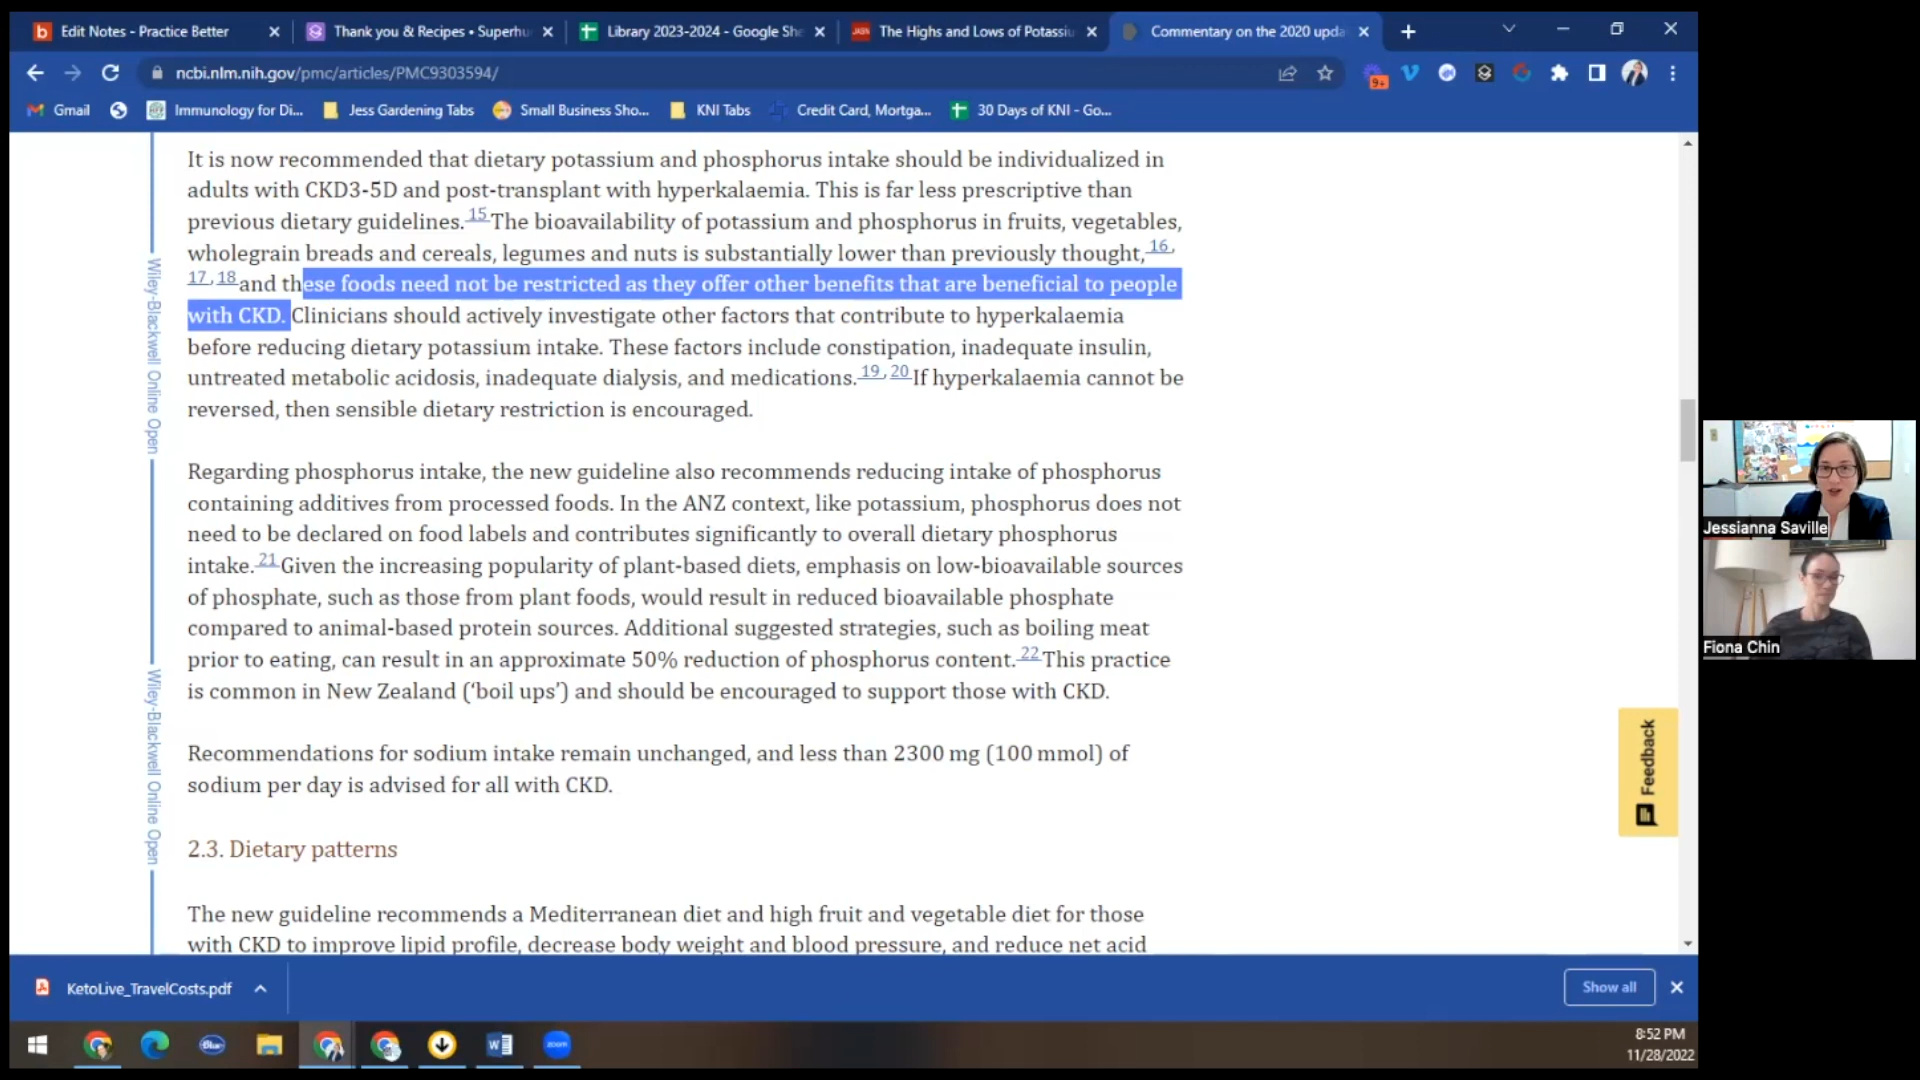 Edit Notes - Practice Better
Thank you & Recipes • Superhu
Library 2023-2024 - Google She
The Highs and Lows of Potassiu
Commentary on the 2020 upda
ncbi.nlm.nih.gov/pmc/articles/PMC9303594/
9+
Gmail
Immunology for Di...
Jess Gardening Tabs
Small Business Sho...
KNI Tabs
Credit Card, Mortga...
30 Days of KNI - Go...
It is now recommended that dietary potassium and phosphorus intake should be individualized in
adults with CKD3-5D and post-transplant with hyperkalaemia. This is far less prescriptive than
previous dietary guidelines. 15 The bioavailability of potassium and phosphorus in fruits, vegetables,
wholegrain breads and cereals, legumes and nuts is substantially lower than previously thought, 16,
17, 18 and these foods need not be restricted as they offer other benefits that are beneficial to people
with CKD. Clinicians should actively investigate other factors that contribute to hyperkalaemia
before reducing dietary potassium intake. These factors include constipation, inadequate insulin,
untreated metabolic acidosis, inadequate dialysis, and medications. 19, 20 If hyperkalaemia cannot be
reversed, then sensible dietary restriction is encouraged.
Regarding phosphorus intake, the new guideline also recommends reducing intake of phosphorus
containing additives from processed foods. In the ANZ context, like potassium, phosphorus does not
need to be declared on food labels and contributes significantly to overall dietary phosphorus
intake. 21 Given the increasing popularity of plant-based diets, emphasis on low-bioavailable sources
of phosphate, such as those from plant foods, would result in reduced bioavailable phosphate
compared to animal-based protein sources. Additional suggested strategies, such as boiling meat
prior to eating, can result in an approximate 50% reduction of phosphorus content. 22 This practice
is common in New Zealand (‘boil ups’) and should be encouraged to support those with CKD.
Recommendations for sodium intake remain unchanged, and less than 2300 mg (100 mmol) of
sodium per day is advised for all with CKD.
2.3. Dietary patterns
The new guideline recommends a Mediterranean diet and high fruit and vegetable diet for those
with CKD to improve lipid profile, decrease body weight and blood pressure, and reduce net acid
Wiley-Blackwell Online Open
Wiley-Blackwell Online Open
Feedback
Jessianna Saville
Fiona Chin
KetoLive_TravelCosts.pdf
Show all
zoom
8:52 PM
11/28/2022